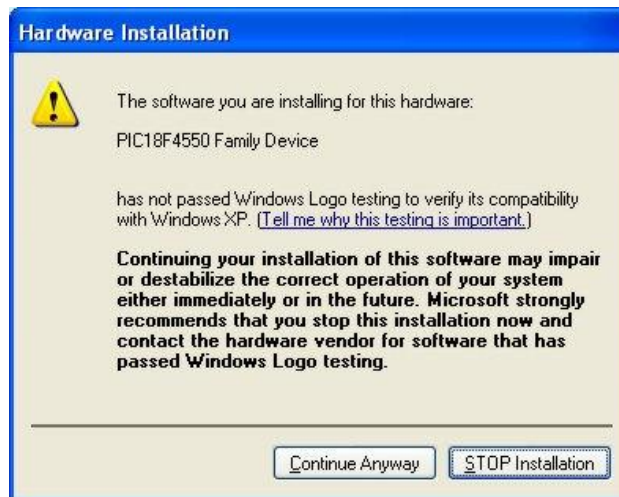 Hardware Installation
The software you are installing for this hardware:
PIC18F4550 Family Device
has not passed Windows Logo testing to verify its compatibility
with Windows XP. (Tell me why this testing is important.)
Continuing your installation of this software may impair
or destabilize the correct operation of your system
either immediately or in the future. Microsoft strongly
recommends that you stop this installation now and
contact the hardware vendor for software that has
passed Windows Logo testing.
Continue Anyway STOP Installation